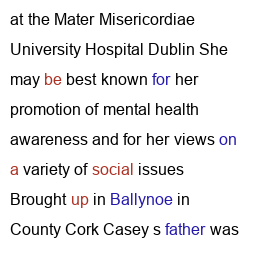 at the Mater Misericordiae
University Hospital Dublin She
may be best known for her
promotion of mental health
awareness and for her views on
a variety of social issues
Brought up in Ballynoe in
County Cork Casey s father was